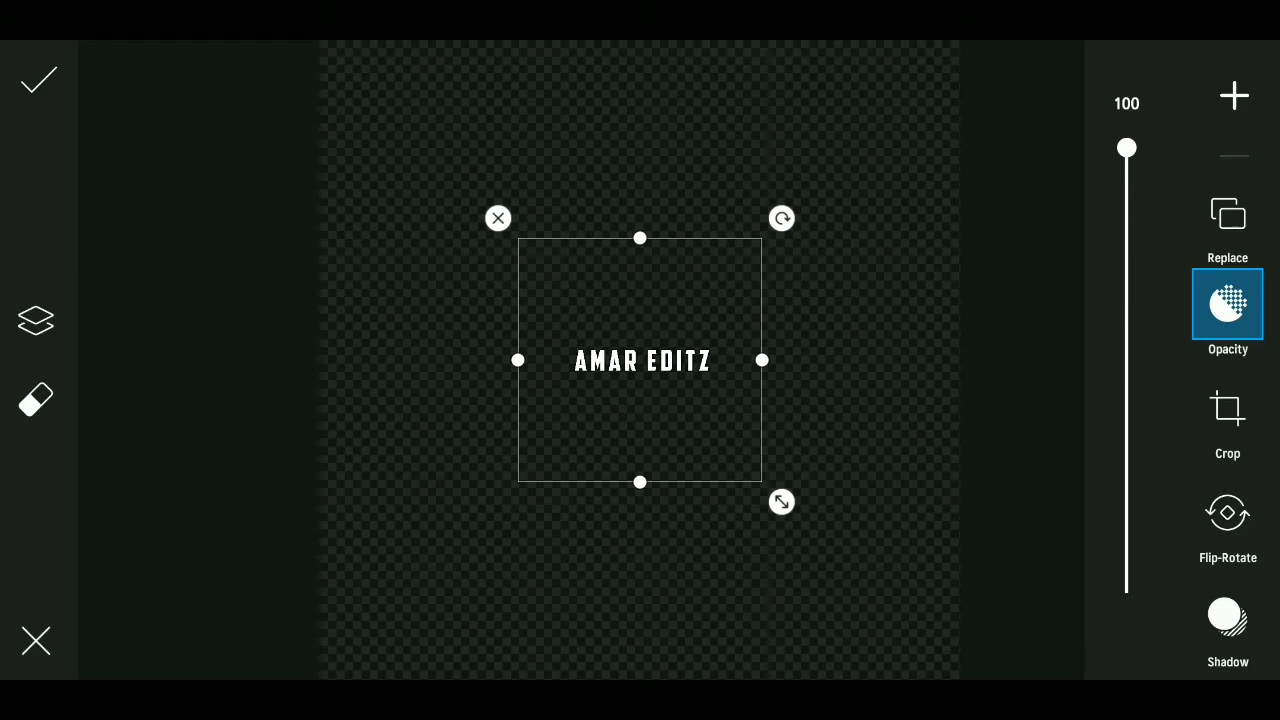 100
Replace
AMAR EDITZ
Opacity
Crop
Flip-Rotate
Shadow